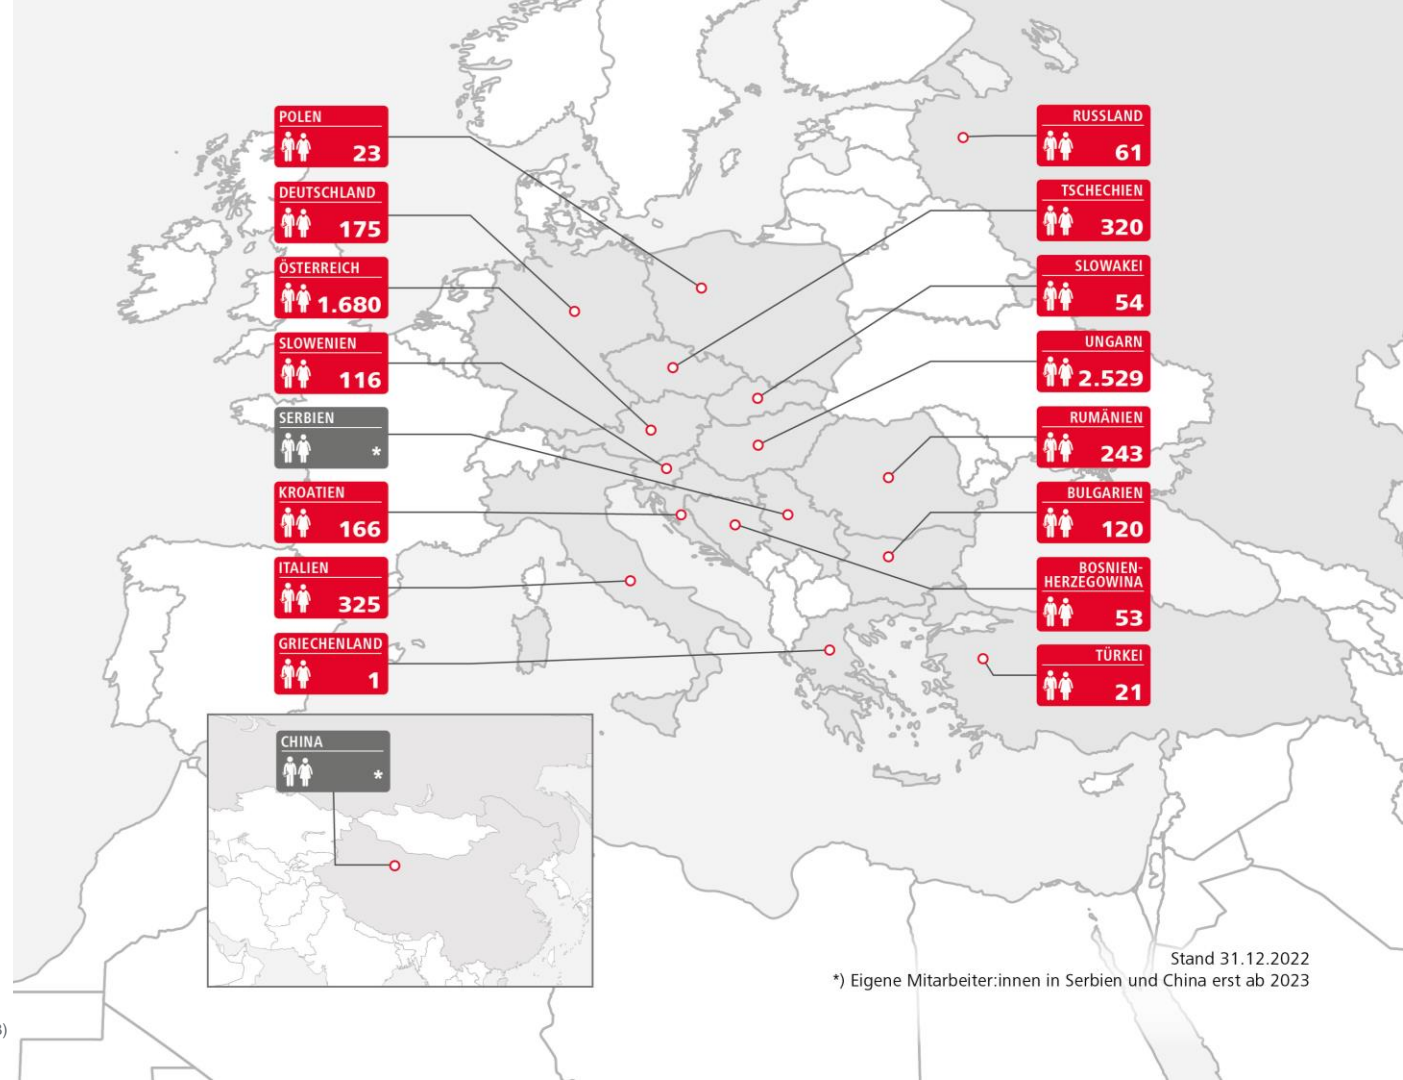 POLEN
23
DEUTSCHLAND
175
ÖSTERREICH
1.680
SLOWENIEN
116
SERBIEN
*
KROATIEN
166
ITALIEN
325
GRIECHENLAND
1
CHINA
*
RUSSLAND
61
TSCHECHIEN
320
SLOWAKEI
54
UNGARN
2.529
RUMÄNIEN
243
BULGARIEN
120
BOSNIEN-
HERZEGOWINA
53
TÜRKEI
21
Stand 31.12.2022
*) Eigene Mitarbeiter:innen in Serbien und China erst ab 2023